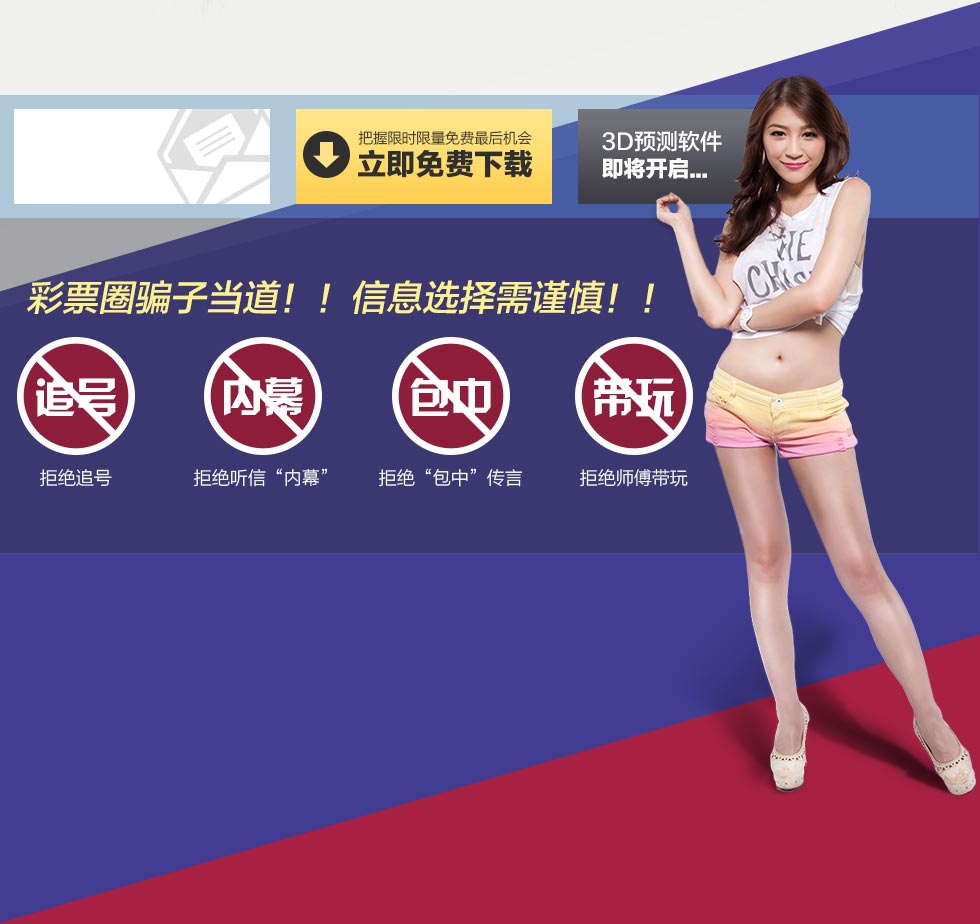 把握限时限量免费最后机会
立即免费下载
3D预测软件
即将开启...
THE
彩票圈骗子当道！！信息选择需谨慎！！
追号
内幕
包中
带玩
拒绝追号
拒绝听信“内幕”
拒绝“包中”传言
拒绝师傅带玩